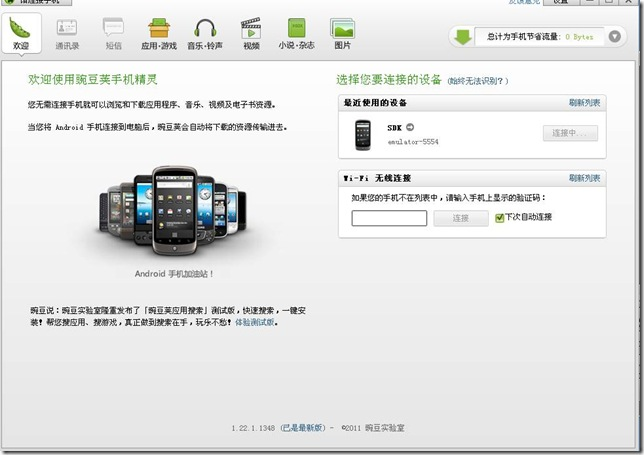 反馈意见 设置
欢迎 通讯录 短信 应用·游戏 音乐·铃声 视频 小说·杂志 图片
总计为手机节省流量: 0 Bytes
欢迎使用豌豆荚手机精灵
您无需连接手机就可以浏览和下载应用程序、音乐、视频及电子书资源。
当您将 Android 手机连接到电脑后,豌豆荚会自动将下载的资源传输进去。
Android 手机加油站!
豌豆说:豌豆实验室隆重发布了「豌豆荚应用搜索」测试版,快速搜索,一键安
装!帮您搜应用、搜游戏,真正做到搜索在手,玩乐不愁!体验测试版。
选择您要连接的设备 (始终无法识别?)
最近使用的设备 刷新列表
SDK
emulator-5554
连接中...
Wi-Fi 无线连接 刷新列表
如果您的手机不在列表中,请输入手机上显示的验证码:
连接 下次自动连接
1.22.1.1348 (已是最新版) - ©2011 豌豆实验室